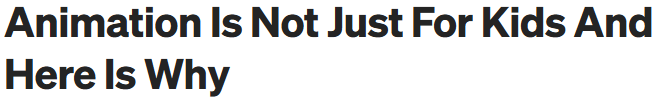 Animation Is Not Just For Kids And
Here Is Why